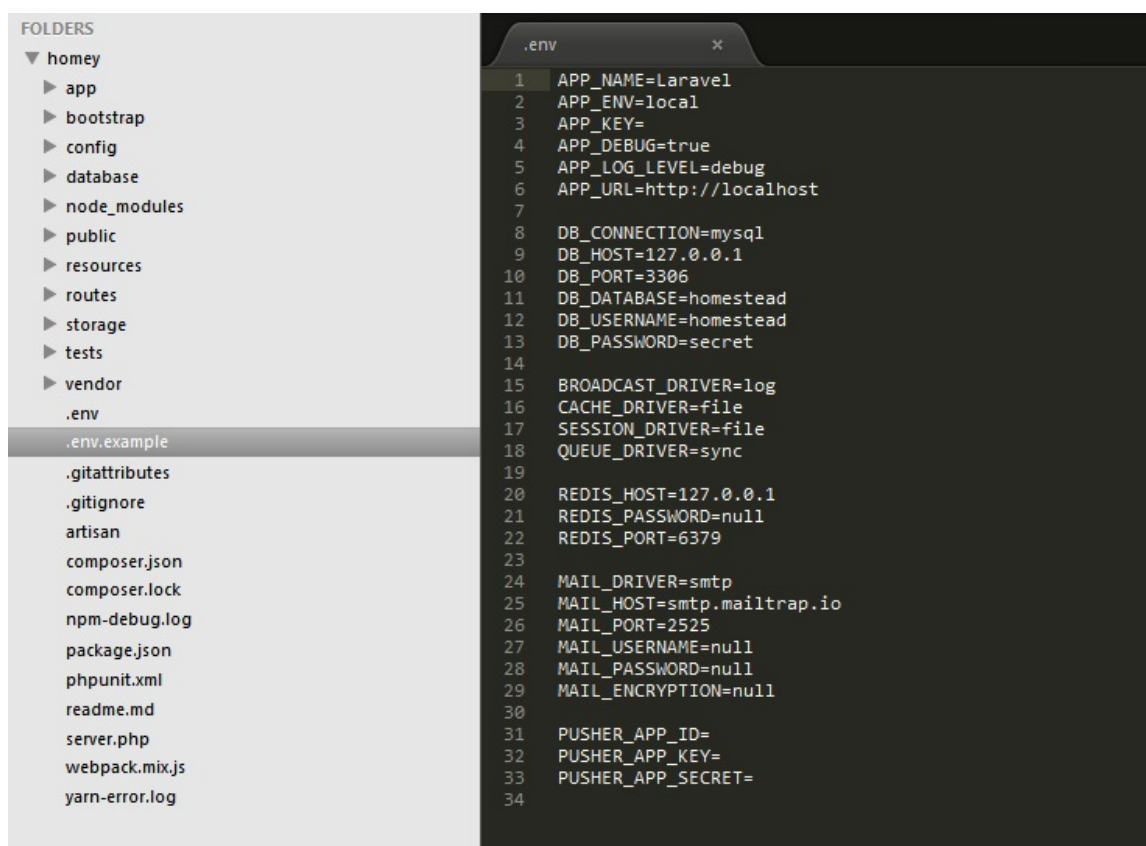 FOLDERS
homey
app
bootstrap
config
database
node_modules
public
resources
routes
storage
tests
vendor
.env
.env.example
.gitattributes
.gitignore
artisan
composer.json
composer.lock
npm-debug.log
package.json
phpunit.xml
readme.md
server.php
webpack.mix.js
yarn-error.log
.env ×
1 APP_NAME=Laravel
2 APP_ENV=local
3 APP_KEY=
4 APP_DEBUG=true
5 APP_LOG_LEVEL=debug
6 APP_URL=http://localhost
7
8 DB_CONNECTION=mysql
9 DB_HOST=127.0.0.1
10 DB_PORT=3306
11 DB_DATABASE=homestead
12 DB_USERNAME=homestead
13 DB_PASSWORD=secret
14
15 BROADCAST_DRIVER=log
16 CACHE_DRIVER=file
17 SESSION_DRIVER=file
18 QUEUE_DRIVER=sync
19
20 REDIS_HOST=127.0.0.1
21 REDIS_PASSWORD=null
22 REDIS_PORT=6379
23
24 MAIL_DRIVER=smtp
25 MAIL_HOST=smtp.mailtrap.io
26 MAIL_PORT=2525
27 MAIL_USERNAME=null
28 MAIL_PASSWORD=null
29 MAIL_ENCRYPTION=null
30
31 PUSHER_APP_ID=
32 PUSHER_APP_KEY=
33 PUSHER_APP_SECRET=
34